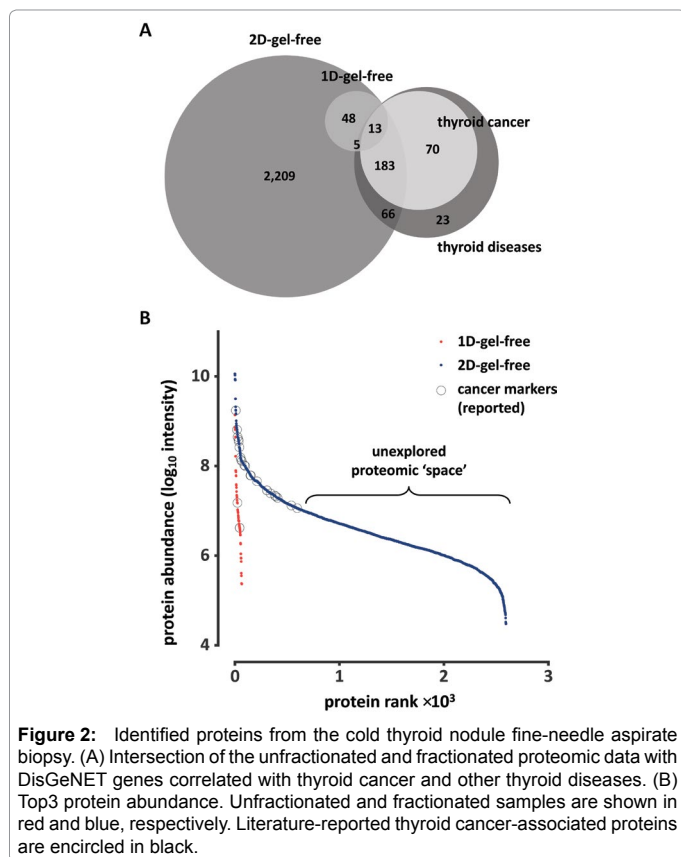 A
2D-gel-free
1D-gel-free
48
13
5
thyroid cancer
70
183
2,209
66
23
thyroid diseases
B
protein abundance (log10 intensity)
10
8
6
4
1D-gel-free
2D-gel-free
cancer markers
(reported)
unexplored
proteomic ‘space’
0
1
2
3
protein rank ×10³
Figure 2: Identified proteins from the cold thyroid nodule fine-needle aspirate
biopsy. (A) Intersection of the unfractionated and fractionated proteomic data with
DisGeNET genes correlated with thyroid cancer and other thyroid diseases. (B)
Top3 protein abundance. Unfractionated and fractionated samples are shown in
red and blue, respectively. Literature-reported thyroid cancer-associated proteins
are encircled in black.